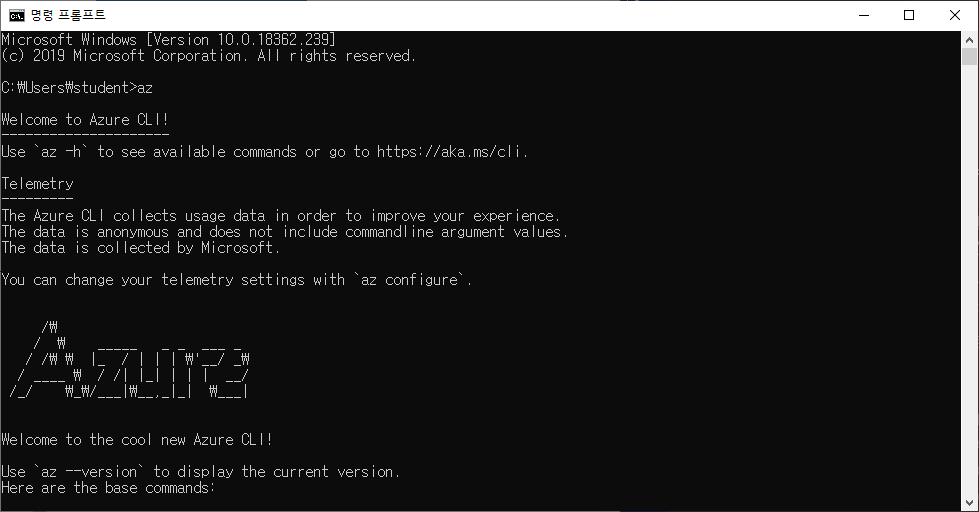 명령 프롬프트
Microsoft Windows [Version 10.0.18362.239]
(c) 2019 Microsoft Corporation. All rights reserved.
C:₩Users₩student>az
Welcome to Azure CLI!
---------------------
Use `az -h` to see available commands or go to https://aka.ms/cli.
Telemetry
---------
The Azure CLI collects usage data in order to improve your experience.
The data is anonymous and does not include commandline argument values.
The data is collected by Microsoft.
You can change your telemetry settings with `az configure`.
     /₩
    /  ₩    _____   _ _  ___ _
   / /₩ ₩  |_  / | | | ₩'__/ _₩
  / ____ ₩  / /| |_| | | |  __/
 /_/    ₩_₩/___|₩__,_|_|  ₩___|
Welcome to the cool new Azure CLI!
Use `az --version` to display the current version.
Here are the base commands: